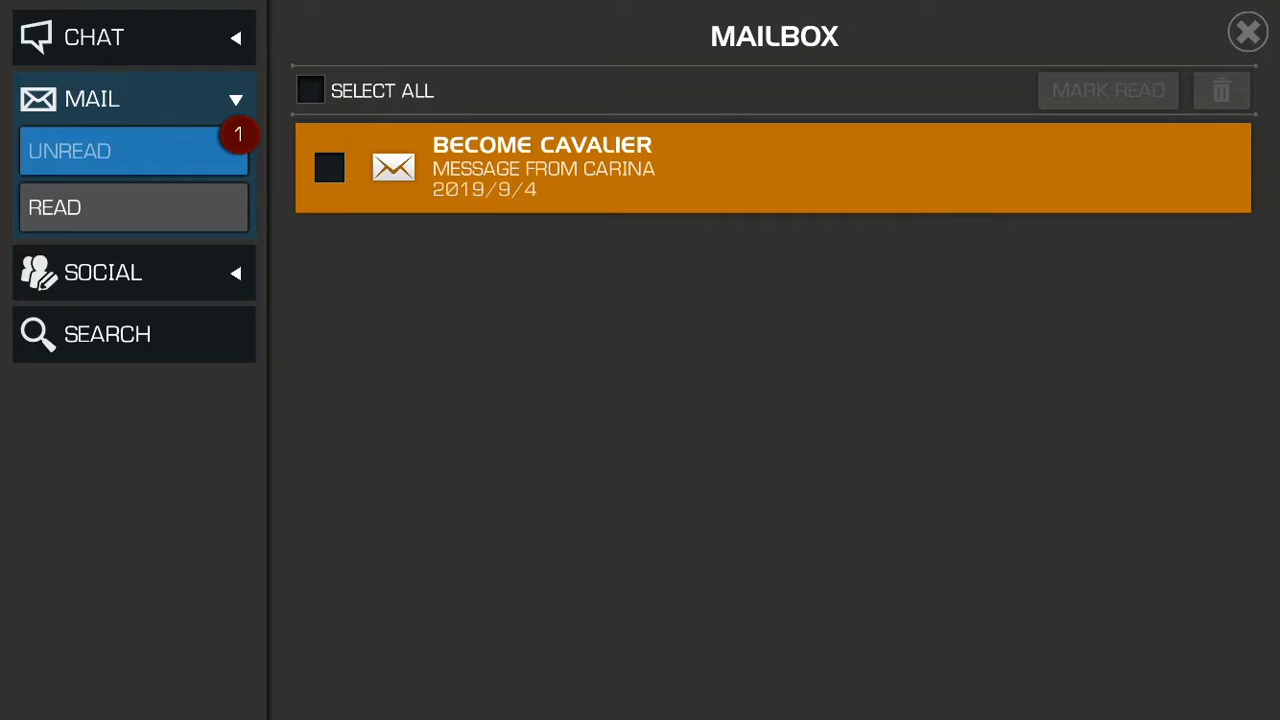 CHAT
MAIL
UNREAD
1
READ
SOCIAL
SEARCH
MAILBOX
SELECT ALL
MARK READ
BECOME CAVALIER
MESSAGE FROM CARINA
2019/9/4